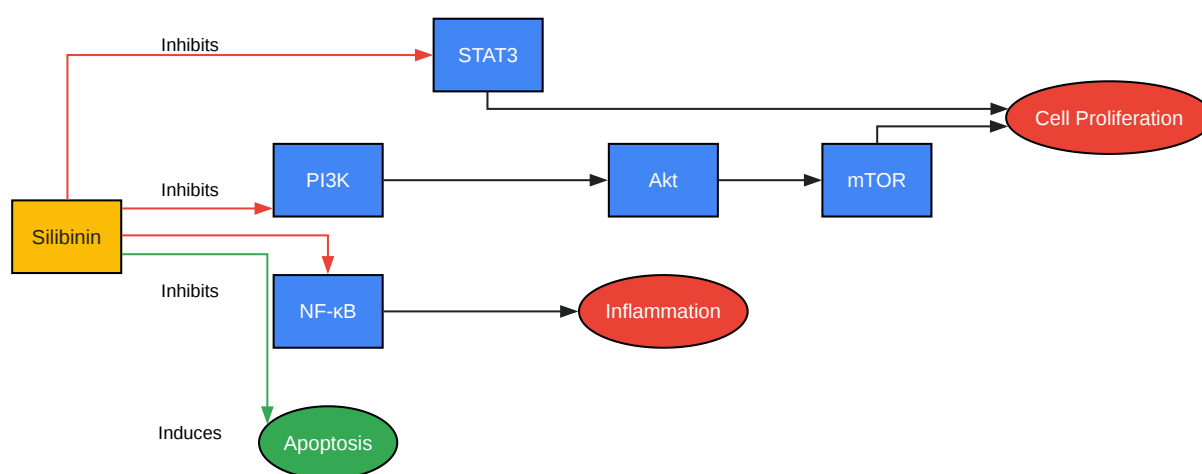 Inhibits
STAT3
Cell Proliferation
Inhibits
PI3K
Akt
mTOR
Silibinin
Inhibits
NF-κB
Inflammation
Induces
Apoptosis